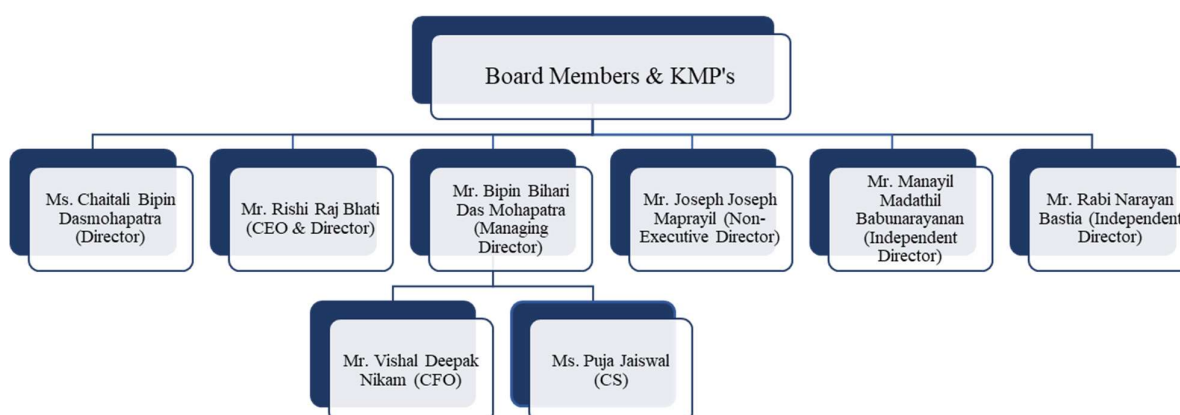 Board Members & KMP's
Ms. Chaitali Bipin
Dasmohapatra
(Director)
Mr. Rishi Raj Bhati
(CEO & Director)
Mr. Bipin Bihari
Das Mohapatra
(Managing
Director)
Mr. Joseph Joseph
Maprayil (Non-
Executive Director)
Mr. Manayil
Madathil
Babunarayanan
(Independent
Director)
Mr. Rabi Narayan
Bastia (Independent
Director)
Mr. Vishal Deepak
Nikam (CFO)
Ms. Puja Jaiswal
(CS)